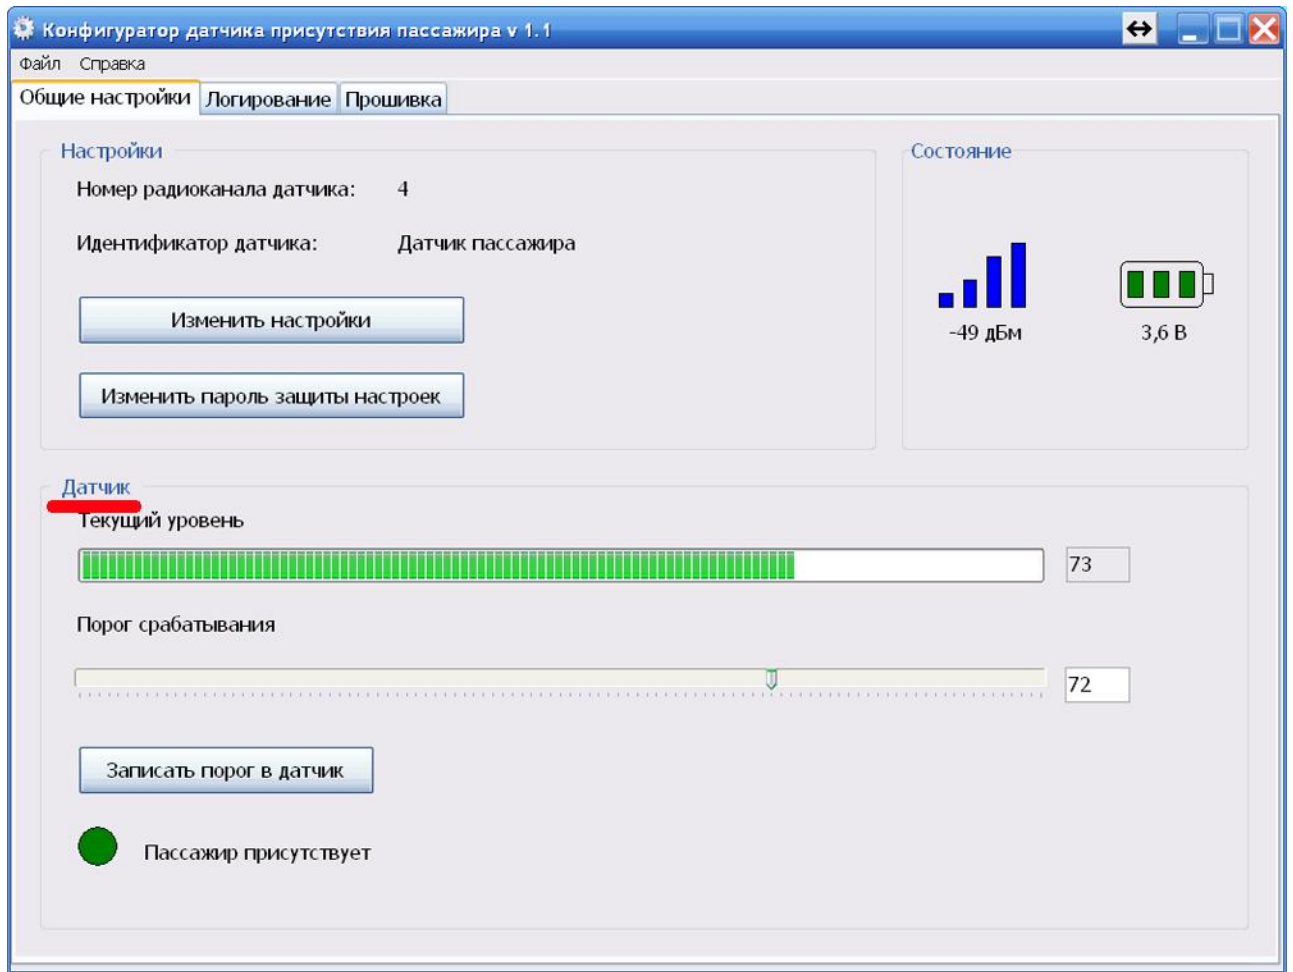 Конфигуратор датчика присутствия пассажира v 1.1
Файл Справка
Общие настройки Логирование Прошивка
Настройки
Номер радиоканала датчика: 4
Идентификатор датчика: Датчик пассажира
Изменить настройки
Изменить пароль защиты настроек
Состояние
-49 дБм 3,6 В
Датчик
Текущий уровень
73
Порог срабатывания
72
Записать порог в датчик
Пассажир присутствует